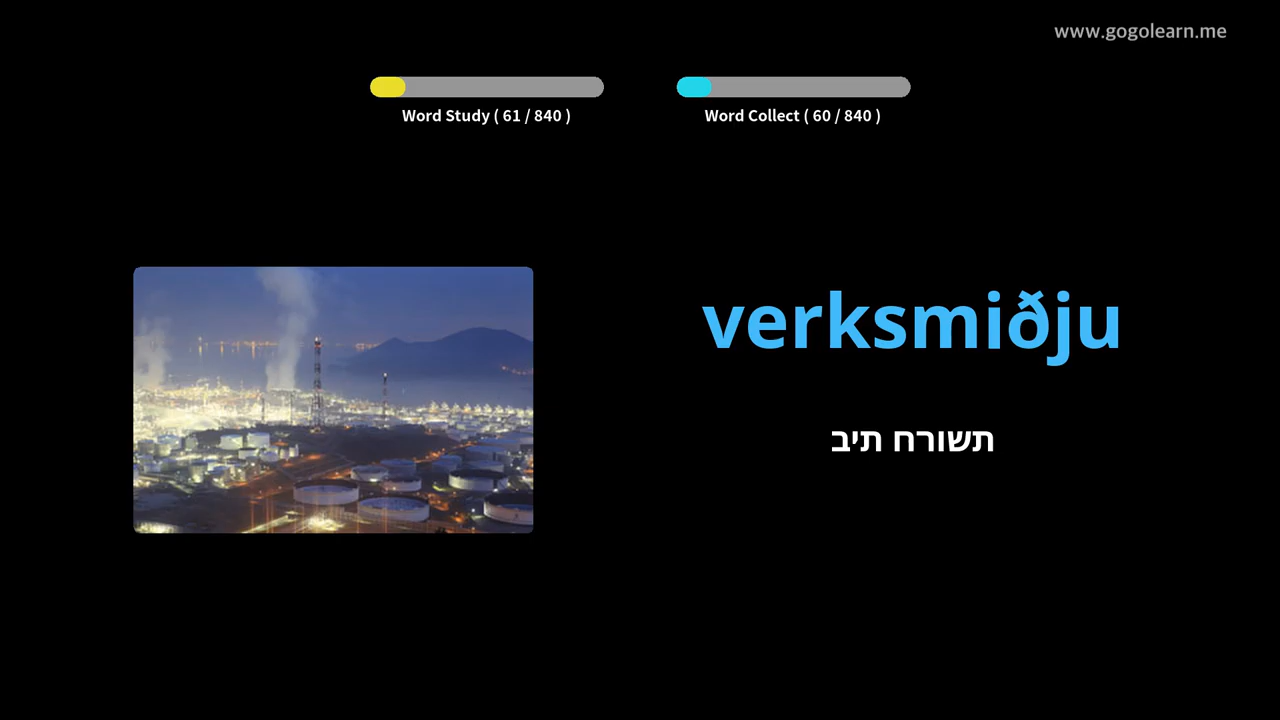 www.gogolearn.me
Word Study ( 61 / 840 )
Word Collect ( 60 / 840 )
verksmiðju
תשורח תיב